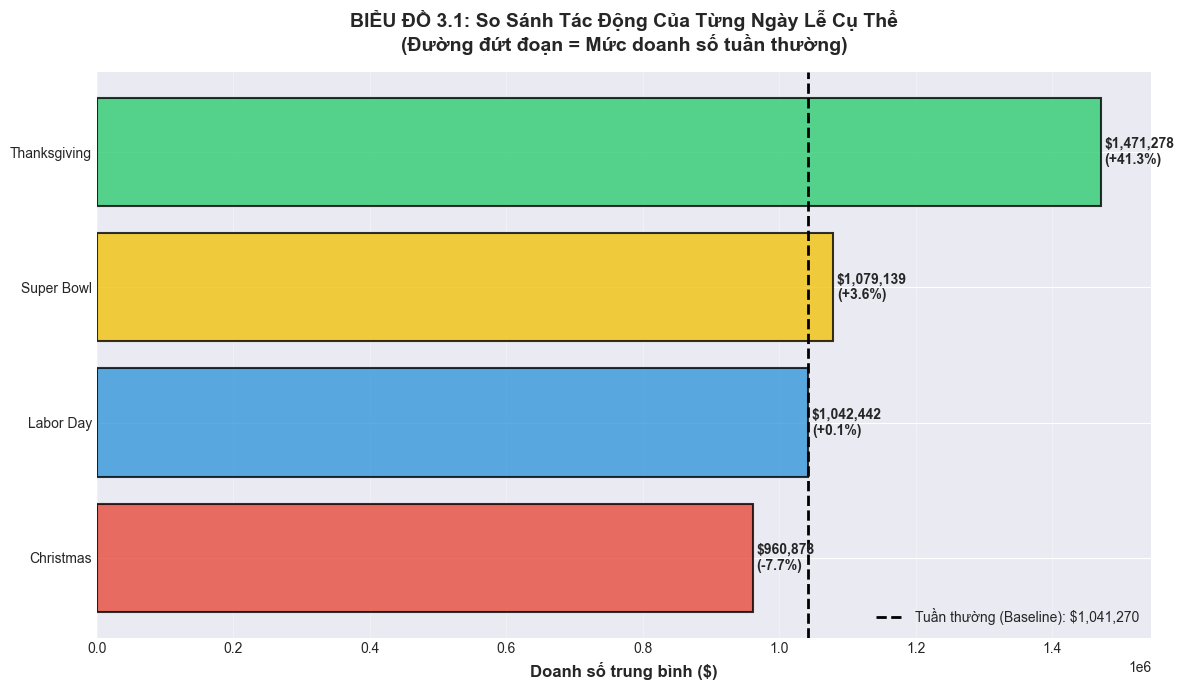 BIỂU ĐỒ 3.1: So Sánh Tác Động Của Từng Ngày Lễ Cụ Thể
(Đường đứt đoạn = Mức doanh số tuần thường)
Thanksgiving
$1,471,278
(+41.3%)
Super Bowl
$1,079,139
(+3.6%)
Labor Day
$1,042,442
(+0.1%)
Christmas
$960,878
(-7.7%)
Tuần thường (Baseline): $1,041,270
0.0 0.2 0.4 0.6 0.8 1.0 1.2 1.4
1e6
Doanh số trung bình ($)